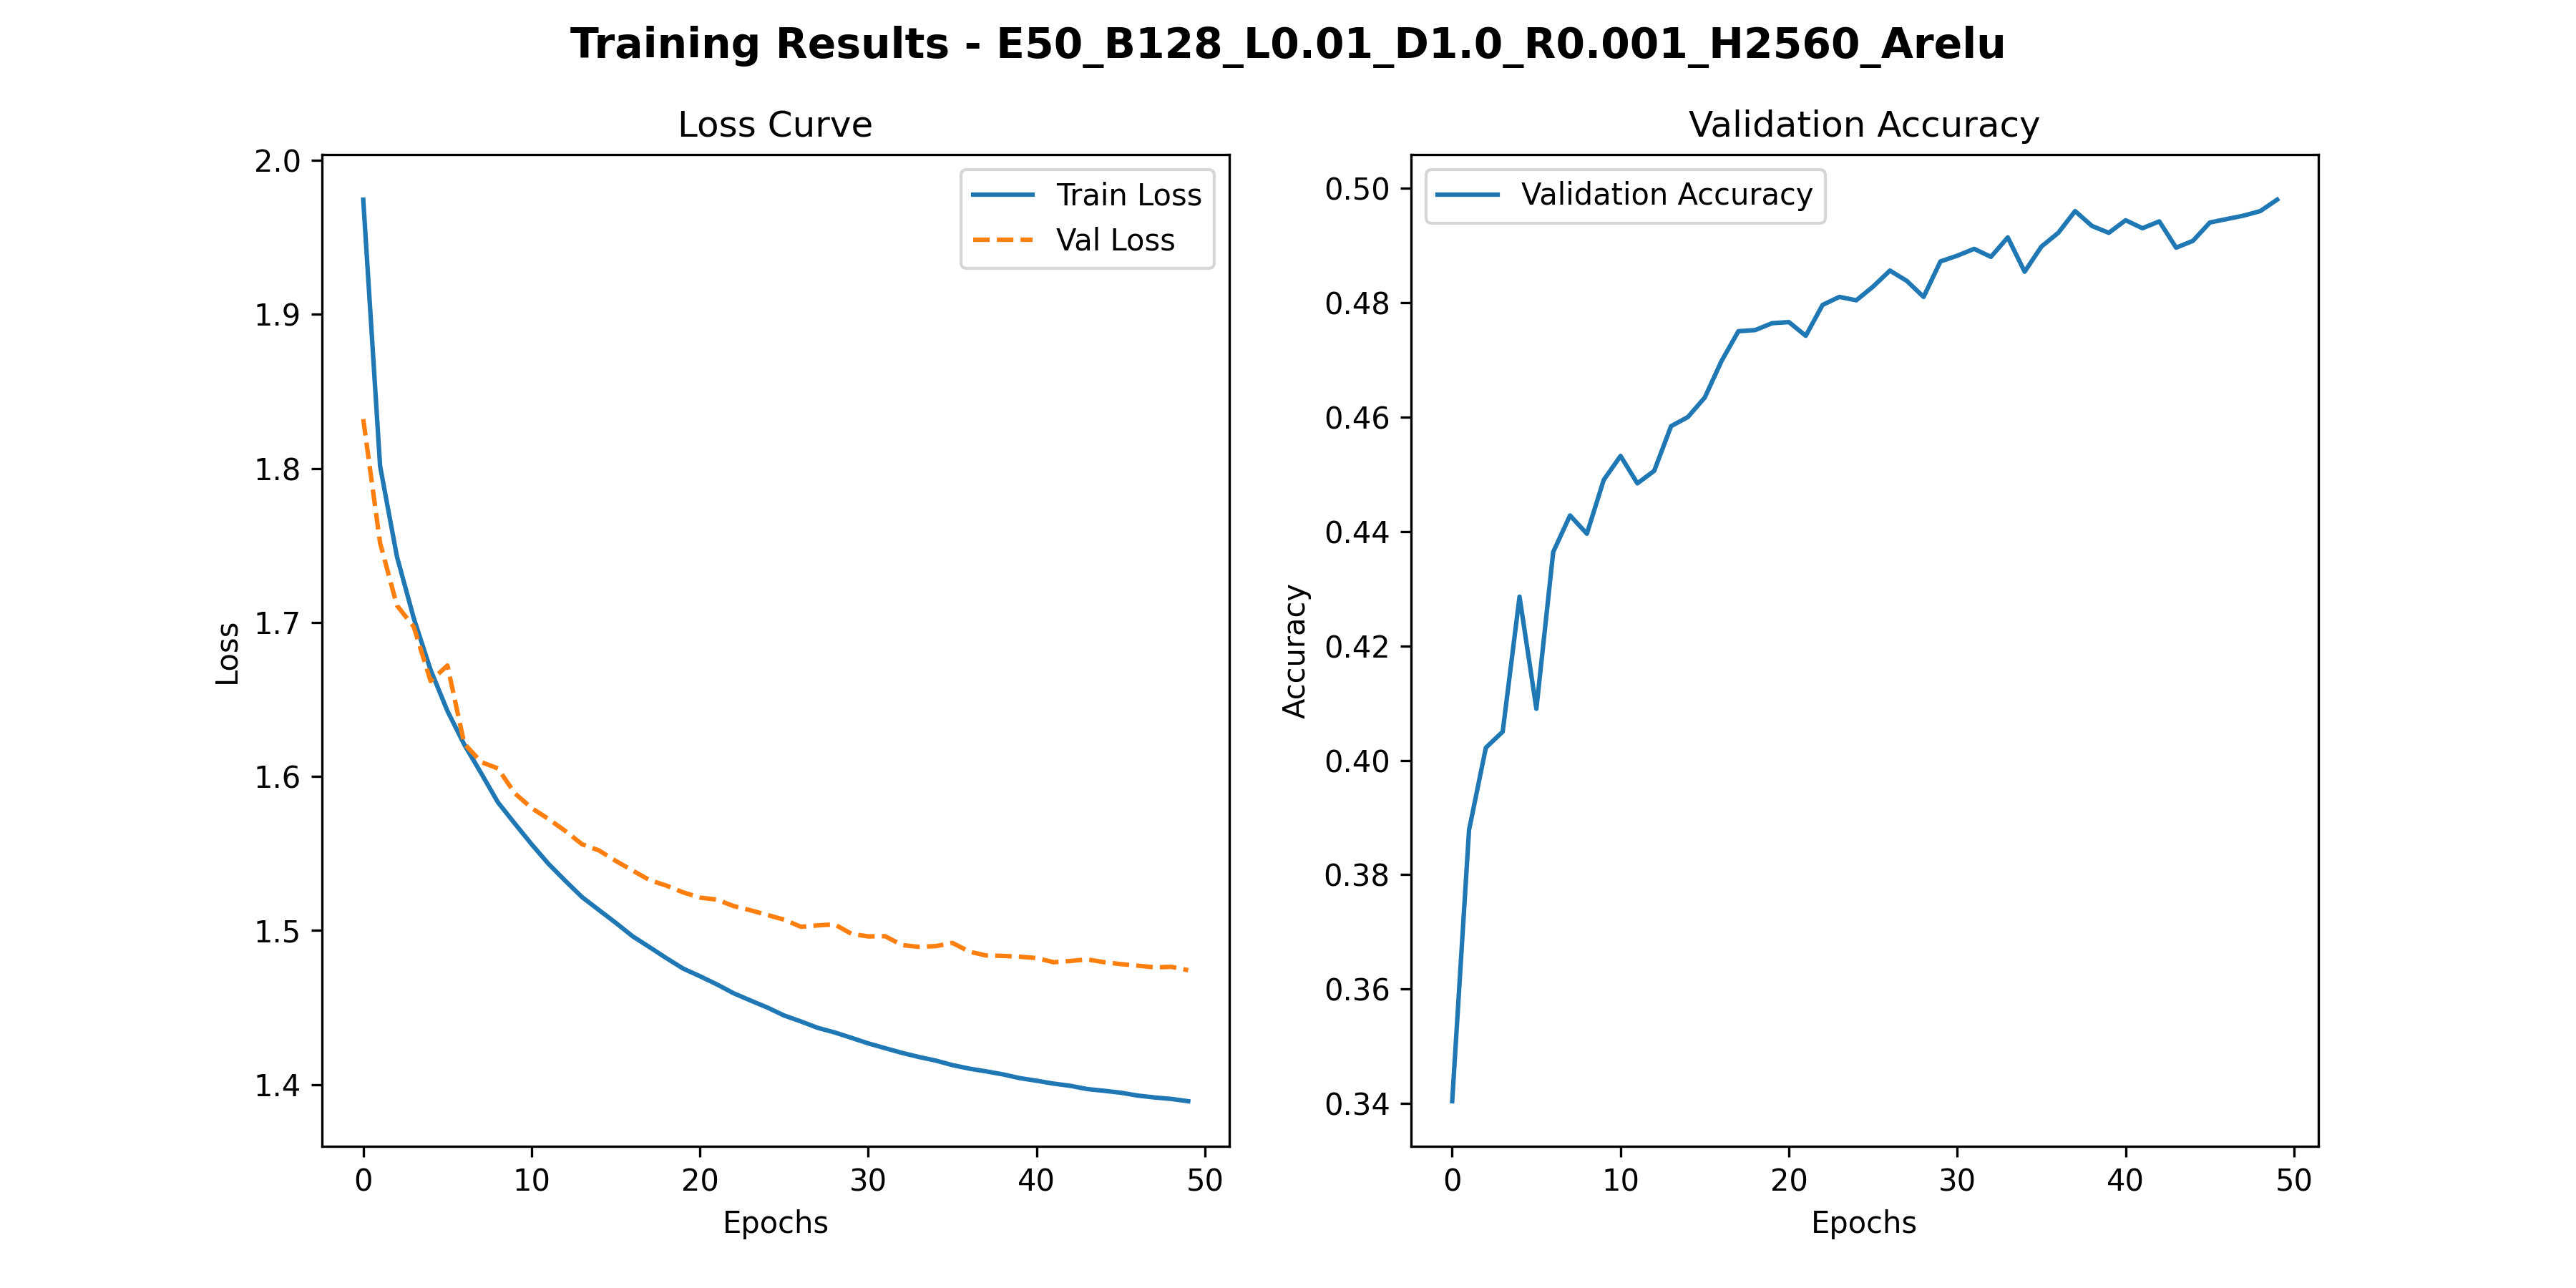 Training Results - E50_B128_L0.01_D1.0_R0.001_H2560_Arelu
Loss Curve
2.0
1.9
1.8
1.7
1.6
1.5
1.4
Loss
Train Loss
Val Loss
0
10
20
30
40
50
Epochs
Validation Accuracy
0.50
0.48
0.46
0.44
0.42
0.40
0.38
0.36
0.34
Accuracy
Validation Accuracy
0
10
20
30
40
50
Epochs